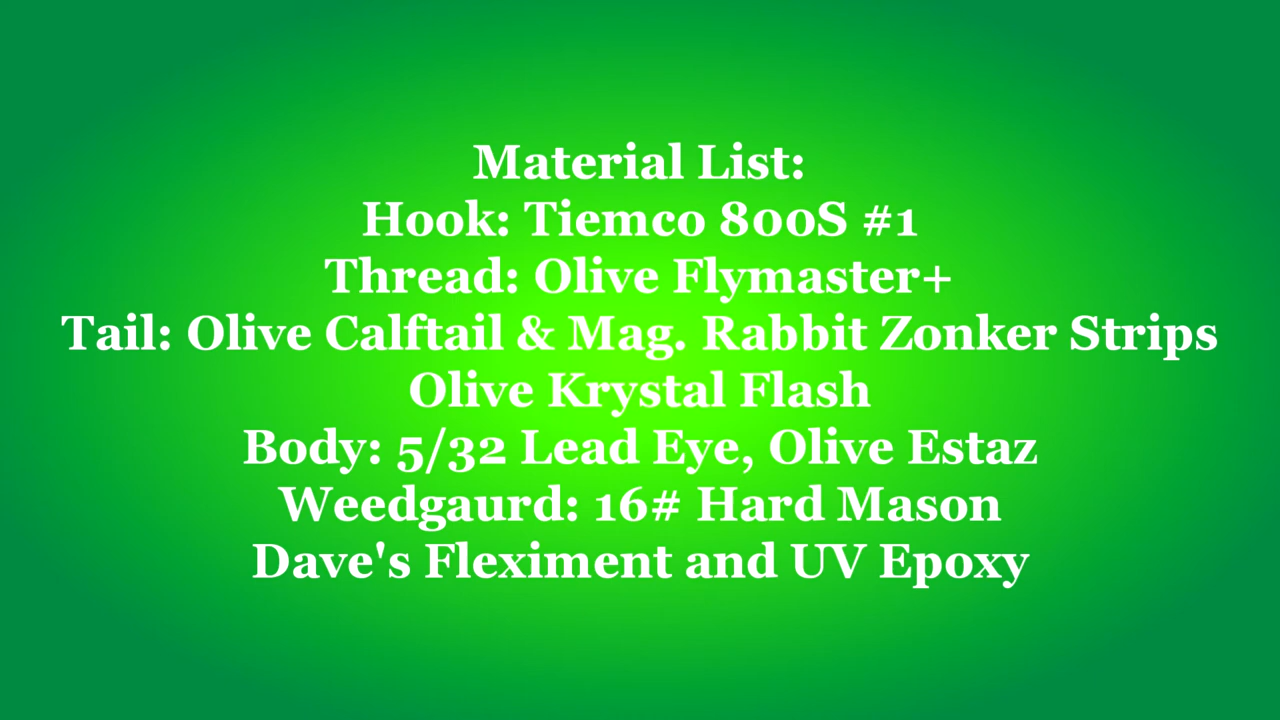 Material List:
Hook: Tiemco 800S #1
Thread: Olive Flymaster+
Tail: Olive Calftail & Mag. Rabbit Zonker Strips
Olive Krystal Flash
Body: 5/32 Lead Eye, Olive Estaz
Weedgaurd: 16# Hard Mason
Dave's Fleximent and UV Epoxy